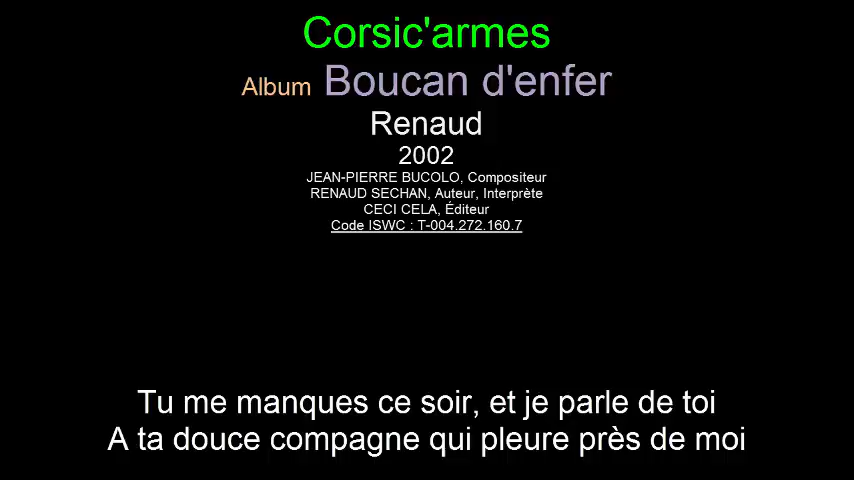 Corsic'armes
Album Boucan d'enfer
Renaud
2002
JEAN-PIERRE BUCOLO, Compositeur
RENAUD SECHAN, Auteur, Interprète
CECI CELA, Éditeur
Code ISWC : T-004.272.160.7
Tu me manques ce soir, et je parle de toi
A ta douce compagne qui pleure près de moi